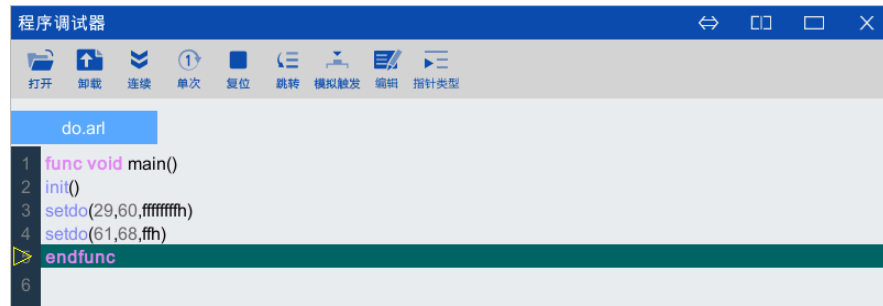 程序调试器
打开 卸载 连续 单次 复位 跳转 模拟触发 编辑 指针类型
do.arl
1 func void main()
2 init()
3 setdo(29,60,ffffffffh)
4 setdo(61,68,ffh)
5 endfunc
6